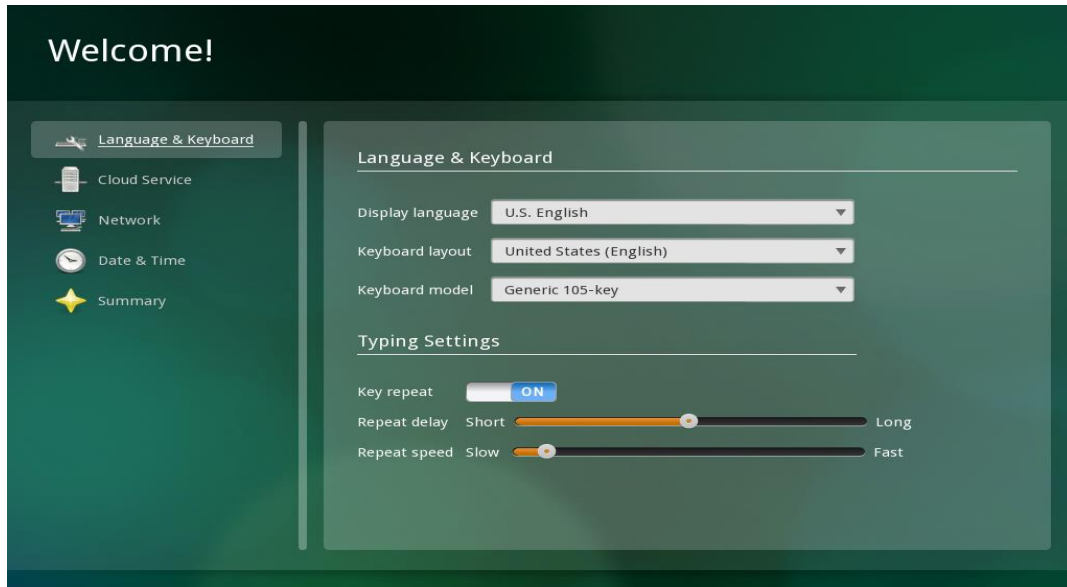 Welcome!
Language & Keyboard
Cloud Service
Network
Date & Time
Summary
Language & Keyboard
Display language U.S. English
Keyboard layout United States (English)
Keyboard model Generic 105-key
Typing Settings
Key repeat ON
Repeat delay Short Long
Repeat speed Slow Fast